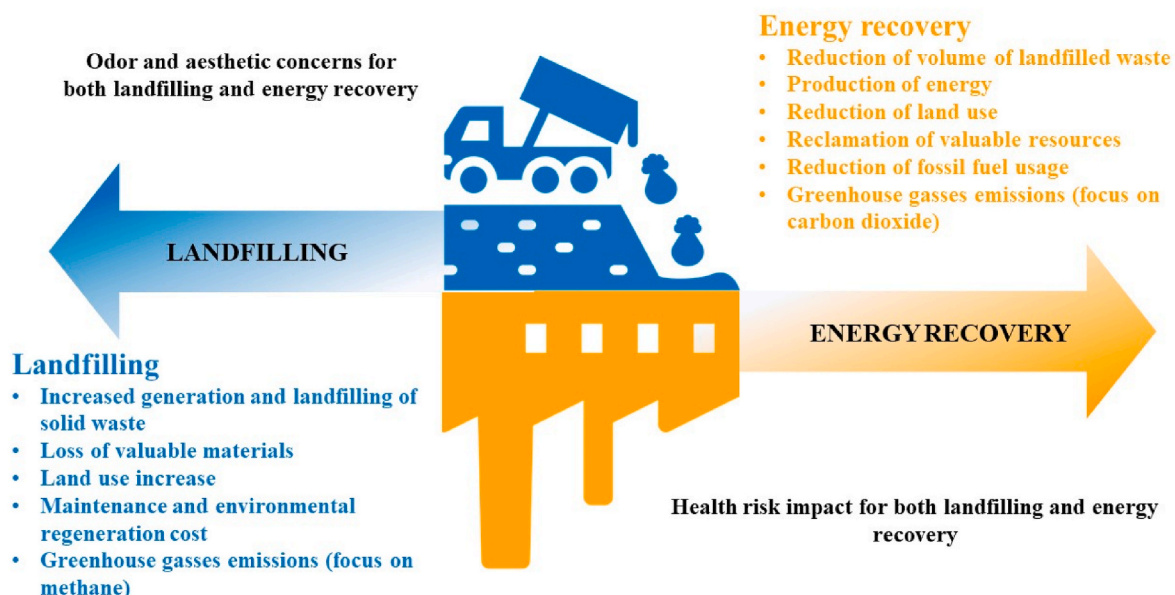 Odor and aesthetic concerns for
both landfilling and energy recovery
Energy recovery
• Reduction of volume of landfilled waste
• Production of energy
• Reduction of land use
• Reclamation of valuable resources
• Reduction of fossil fuel usage
• Greenhouse gasses emissions (focus on
carbon dioxide)
LANDFILLING
ENERGY RECOVERY
Landfilling
• Increased generation and landfilling of
solid waste
• Loss of valuable materials
• Land use increase
• Maintenance and environmental
regeneration cost
• Greenhouse gasses emissions (focus on
methane)
Health risk impact for both landfilling and energy
recovery